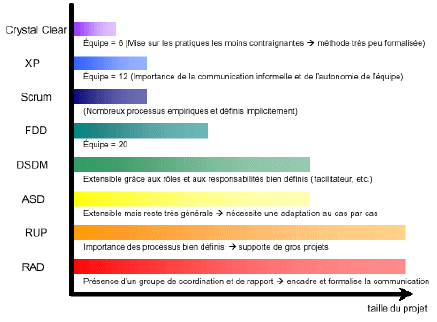 Crystal Clear
Équipe = 6 (Mise sur les pratiques les moins contraignantes → méthode très peu formalisée)
XP
Équipe = 12 (Importance de la communication informelle et de l'autonomie de l'équipe)
Scrum
(Nombreux processus empiriques et définis implicitement)
FDD
Équipe = 20
DSDM
Extensible grâce aux rôles et aux responsabilités bien définis (facilitateur, etc.)
ASD
Extensible mais reste très générale → nécessite une adaptation au cas par cas
RUP
Importance des processus bien définis → supporte de gros projets
RAD
Présence d'un groupe de coordination et de rapport → encadre et formalise la communication
taille du projet